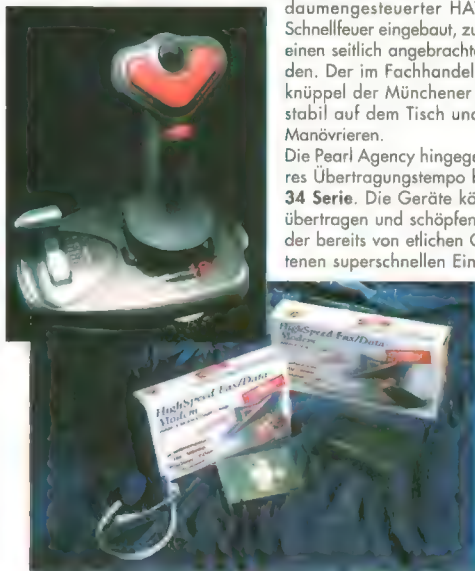 daumengesteuerter HA
Schnellfeuer eingebaut, zu
einen seitlich angebrachte
den. Der im Fachhandel
knüppel der Münchener
stabil auf dem Tisch und
Manövrieren.
Die Pearl Agency hingege
res Übertragungstempo b
34 Serie. Die Geräte kä
übertragen und schöpfen
der bereits von etlichen
tenen superschnellen Ein
HighSpeed Fax/Data
Modem
HighSpeed Fax/Data
Modem